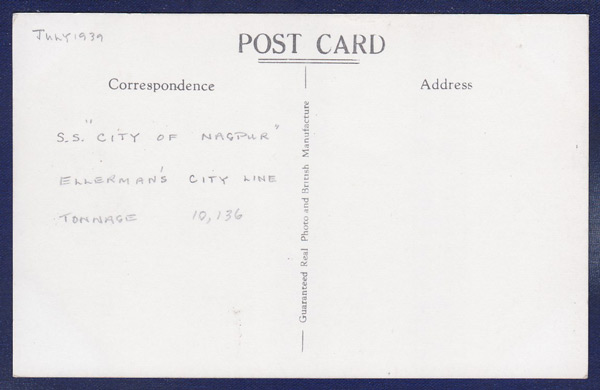 JULY 1939
POST CARD
Correspondence
Address
S.S. "CITY OF NAGPUR"
ELLERMAN'S CITY LINE
TONNAGE 10,136
Guaranteed Real Photo and British Manufacture